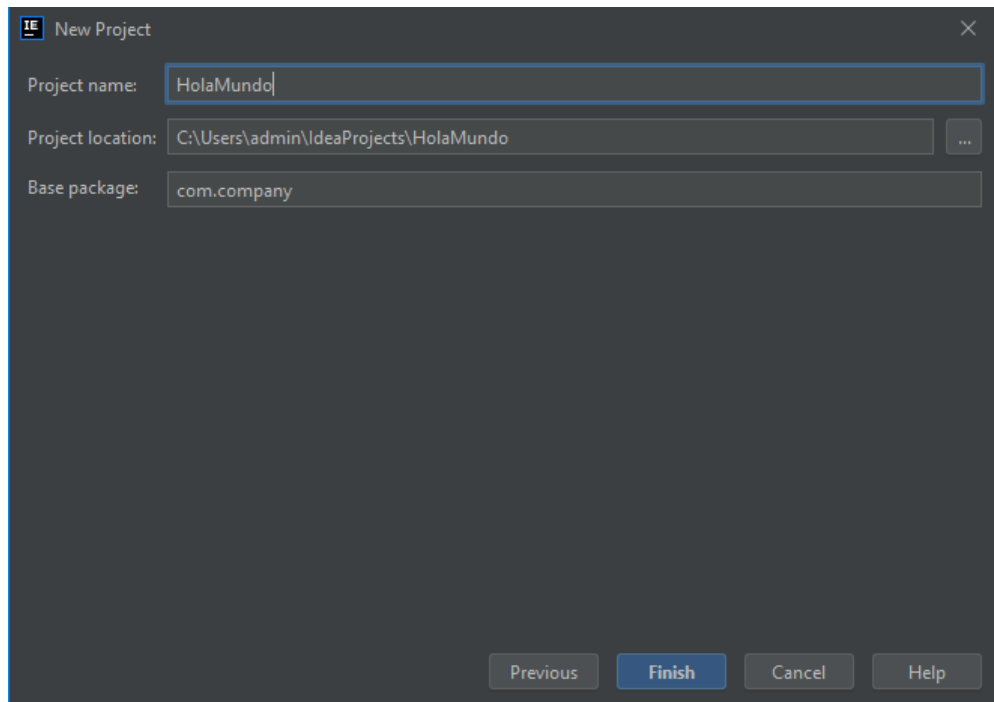 IE New Project
Project name: HolaMundo
Project location: C:\Users\admin\IdeaProjects\HolaMundo ...
Base package: com.company
Previous Finish Cancel Help